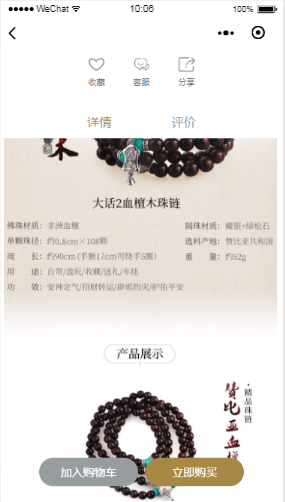 WeChat 10:06 100%
收藏 客服 分享
详情 评价
木
大话2血檀木珠链
佛珠材质：非洲血檀 隔珠材质：藏银+绿松石
单颗珠径：约0.8cm×108颗 选料产地：赞比亚共和国
周 长：约90cm (手腕17cm可绕手5圈) 重 量：约52g
用 途：自带/盘玩/收藏/送礼/车挂
功 效：安神定气/招财转运/辟邪挡灾/护佑平安
产品展示
赞比亚血檀
·精品珠链
加入购物车 立即购买